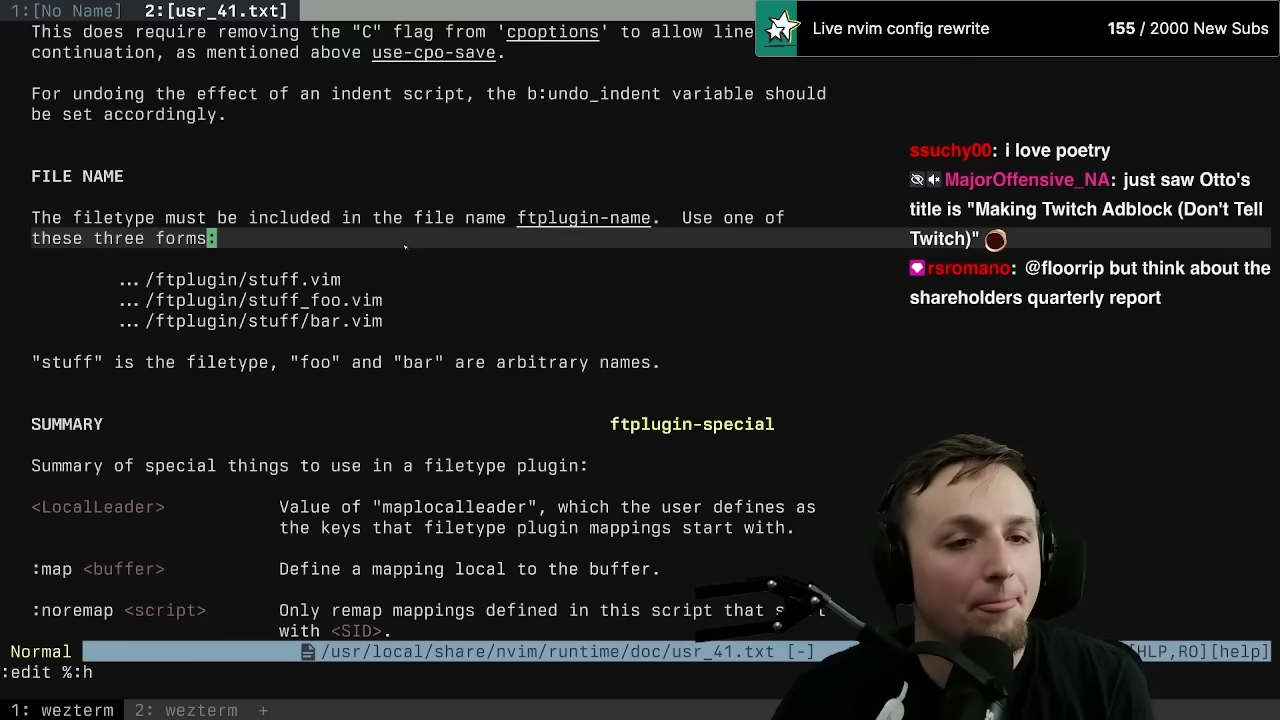 1:[No Name]  2:[usr_41.txt]
Live nvim config rewrite  155 / 2000 New Subs
This does require removing the "C" flag from 'cpoptions' to allow line
continuation, as mentioned above use-cpo-save.
For undoing the effect of an indent script, the b:undo_indent variable should
be set accordingly.
FILE NAME
The filetype must be included in the file name ftplugin-name.  Use one of
these three forms:
... /ftplugin/stuff.vim
... /ftplugin/stuff_foo.vim
... /ftplugin/stuff/bar.vim
"stuff" is the filetype, "foo" and "bar" are arbitrary names.
SUMMARY  ftplugin-special
Summary of special things to use in a filetype plugin:
<LocalLeader>  Value of "maplocalleader", which the user defines as
the keys that filetype plugin mappings start with.
:map <buffer>  Define a mapping local to the buffer.
:noremap <script>  Only remap mappings defined in this script that
with <SID>.
Normal  /usr/local/share/nvim/runtime/doc/usr_41.txt [-]  [HLP,RO][help]
:edit %:h
1: wezterm  2: wezterm  +
ssuchy00: i love poetry
MajorOffensive_NA: just saw Otto's
title is "Making Twitch Adblock (Don't Tell
Twitch)"
rsromano: @floorrip but think about the
shareholders quarterly report